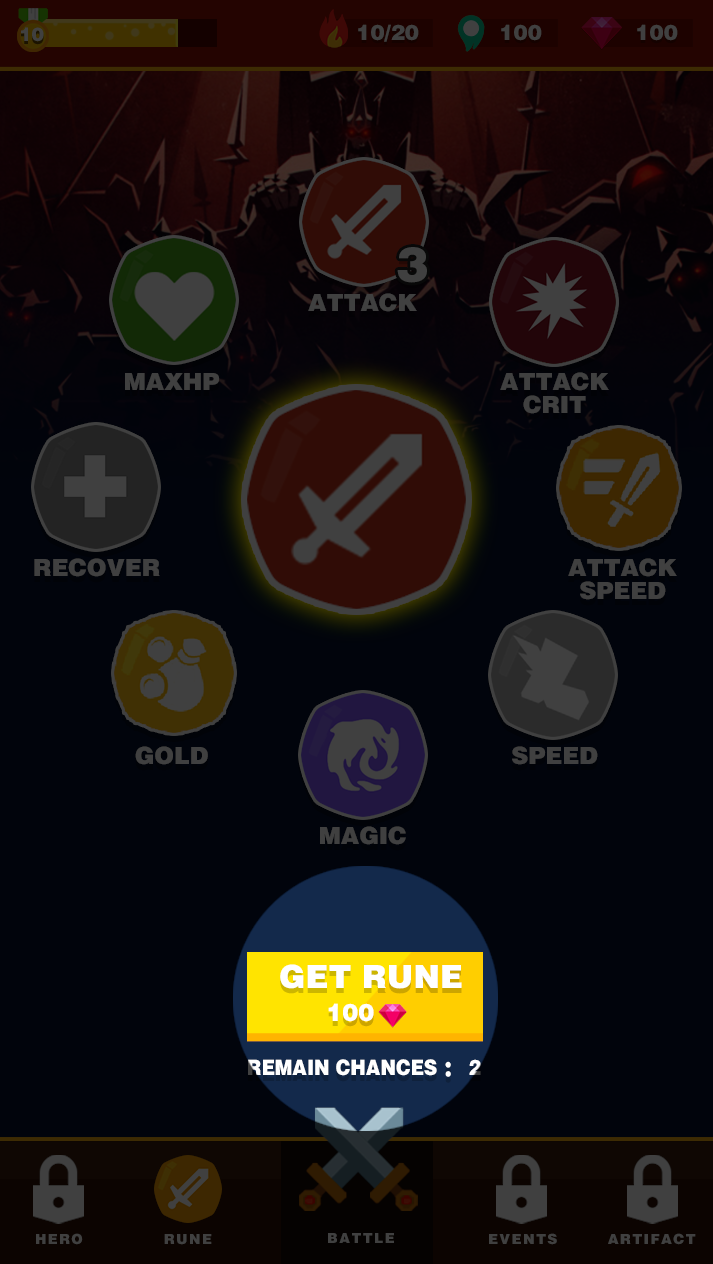 10
10/20
100
100
3
ATTACK
MAXHP
ATTACK
CRIT
RECOVER
ATTACK
SPEED
GOLD
SPEED
MAGIC
GET RUNE
100
REMAIN CHANCES : 2
HERO
RUNE
BATTLE
EVENTS
ARTIFACT